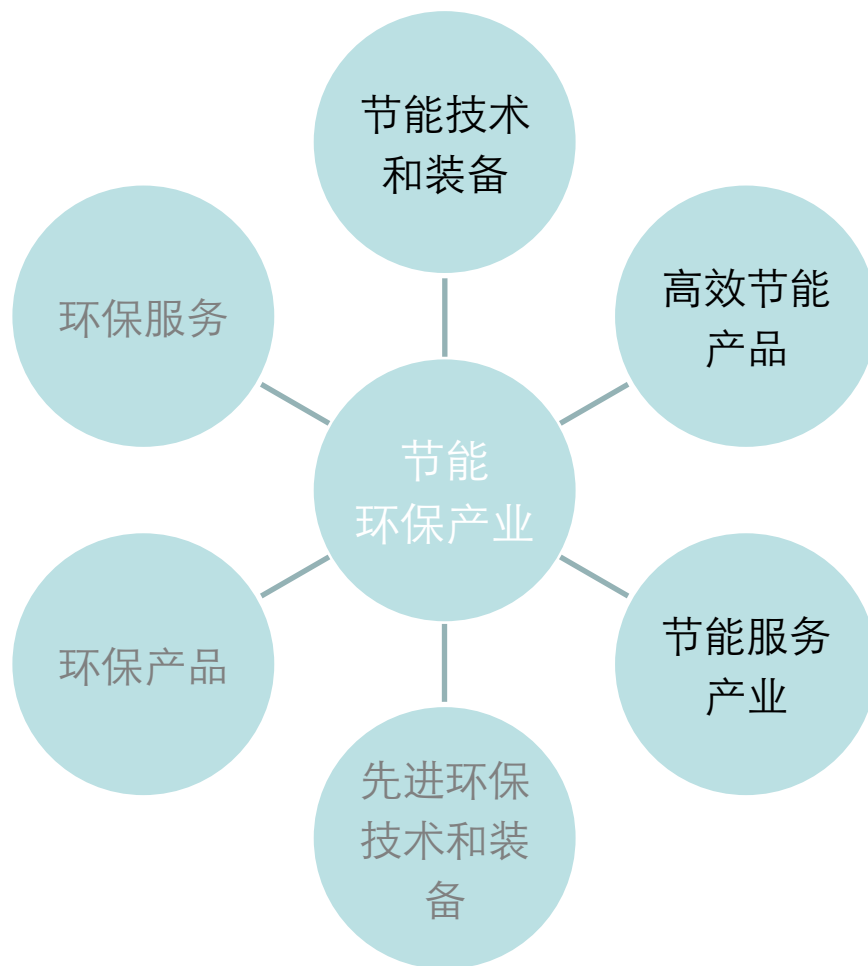 节能技术
和装备
高效节能
产品
节能服务
产业
先进环保
技术和装
备
环保产品
环保服务
节能
环保产业